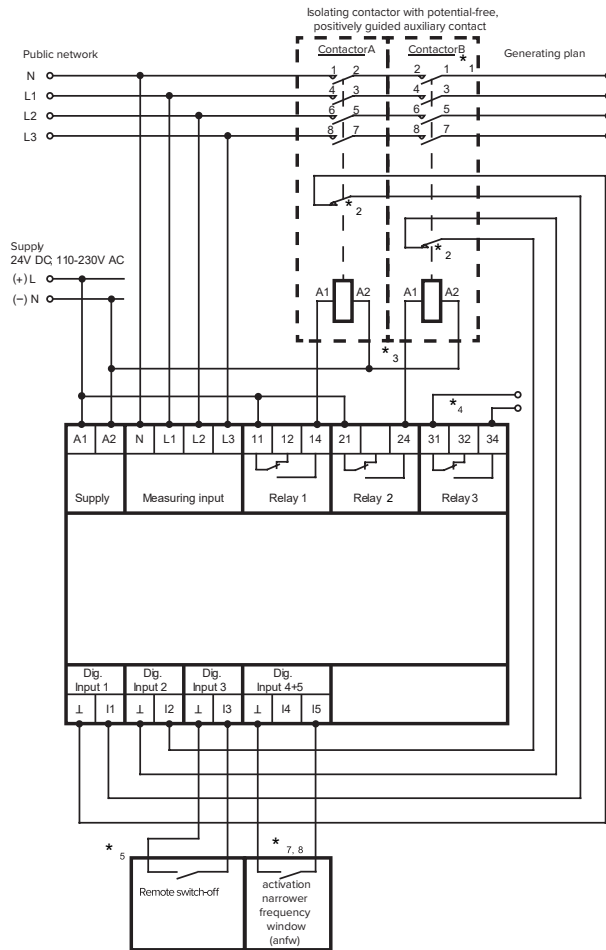 Isolating contactor with potential-free,
positively guided auxiliary contact
Public network
ContactorA
ContactorB
Generating plan
* 1
N
1 2
2 1
L1
4 3
4 3
L2
6 5
6 5
L3
8 7
8 7
* 2
* 2
Supply
24V DC, 110-230V AC
(+) L
(−) N
A1 A2
A1 A2
* 3
* 4
A1 A2 N L1 L2 L3 11 12 14 21 24 31 32 34
Supply
Measuring input
Relay 1
Relay 2
Relay 3
Dig.
Input 1
Dig.
Input 2
Dig.
Input 3
Dig.
Input 4+5
⊥ I1 ⊥ I2 ⊥ I3 ⊥ I4 I5
* 5
* 7, 8
Remote switch-off
activation
narrower
frequency
window
(anfw)